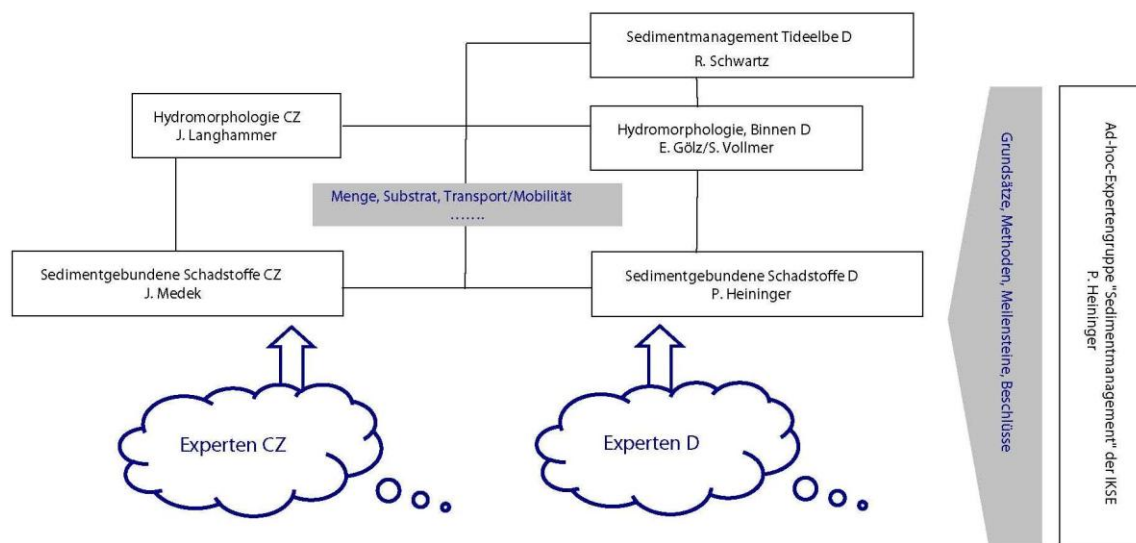 Sedimentmanagement Tideelbe D
R. Schwartz
Hydromorphologie CZ
J. Langhammer
Hydromorphologie, Binnen D
E. Gölz/S. Vollmer
Menge, Substrat, Transport/Mobilität
.......
Sedimentgebundene Schadstoffe CZ
J. Medek
Sedimentgebundene Schadstoffe D
P. Heininger
Experten CZ
Experten D
Grundsätze, Methoden, Meilensteine, Beschlüsse
Ad-hoc-Expertengruppe "Sedimentmanagement" der IKSE
P. Heininger